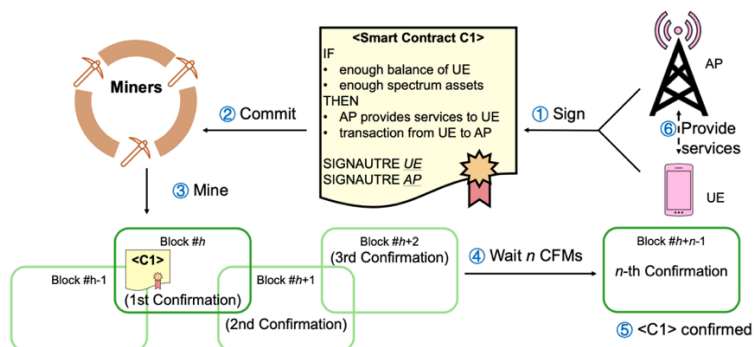 <Smart Contract C1>
IF
• enough balance of UE
• enough spectrum assets
THEN
• AP provides services to UE
• transaction from UE to AP
SIGNAUTRE UE
SIGNAUTRE AP
Miners
② Commit
① Sign
AP
⑥ Provide
services
UE
③ Mine
Block #h-1
Block #h
<C1>
(1st Confirmation)
Block #h+1
(2nd Confirmation)
Block #h+2
(3rd Confirmation)
④ Wait n CFMs
Block #h+n-1
n-th Confirmation
⑤ <C1> confirmed